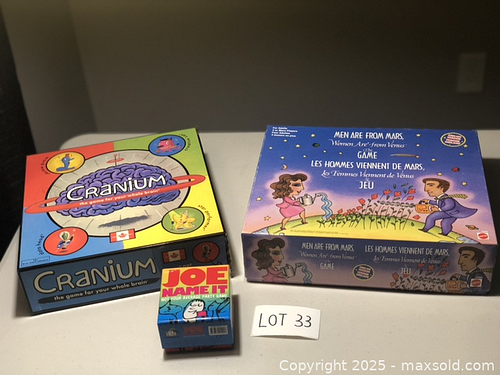 CRANIUM
the game for your whole brain
CRANIUM
the game for your whole brain
JOE
NAME IT
MEN ARE FROM MARS,
Women Are from Venus
GAME
LES HOMMES VIENNENT DE MARS,
Les Femmes Viennent de Vénus
JEU
MEN ARE FROM MARS,
Women Are from Venus
GAME
LES HOMMES VIENNENT DE MARS,
Les Femmes Viennent de Vénus
JEU
LOT 33
Copyright © 2025 - maxsold.com